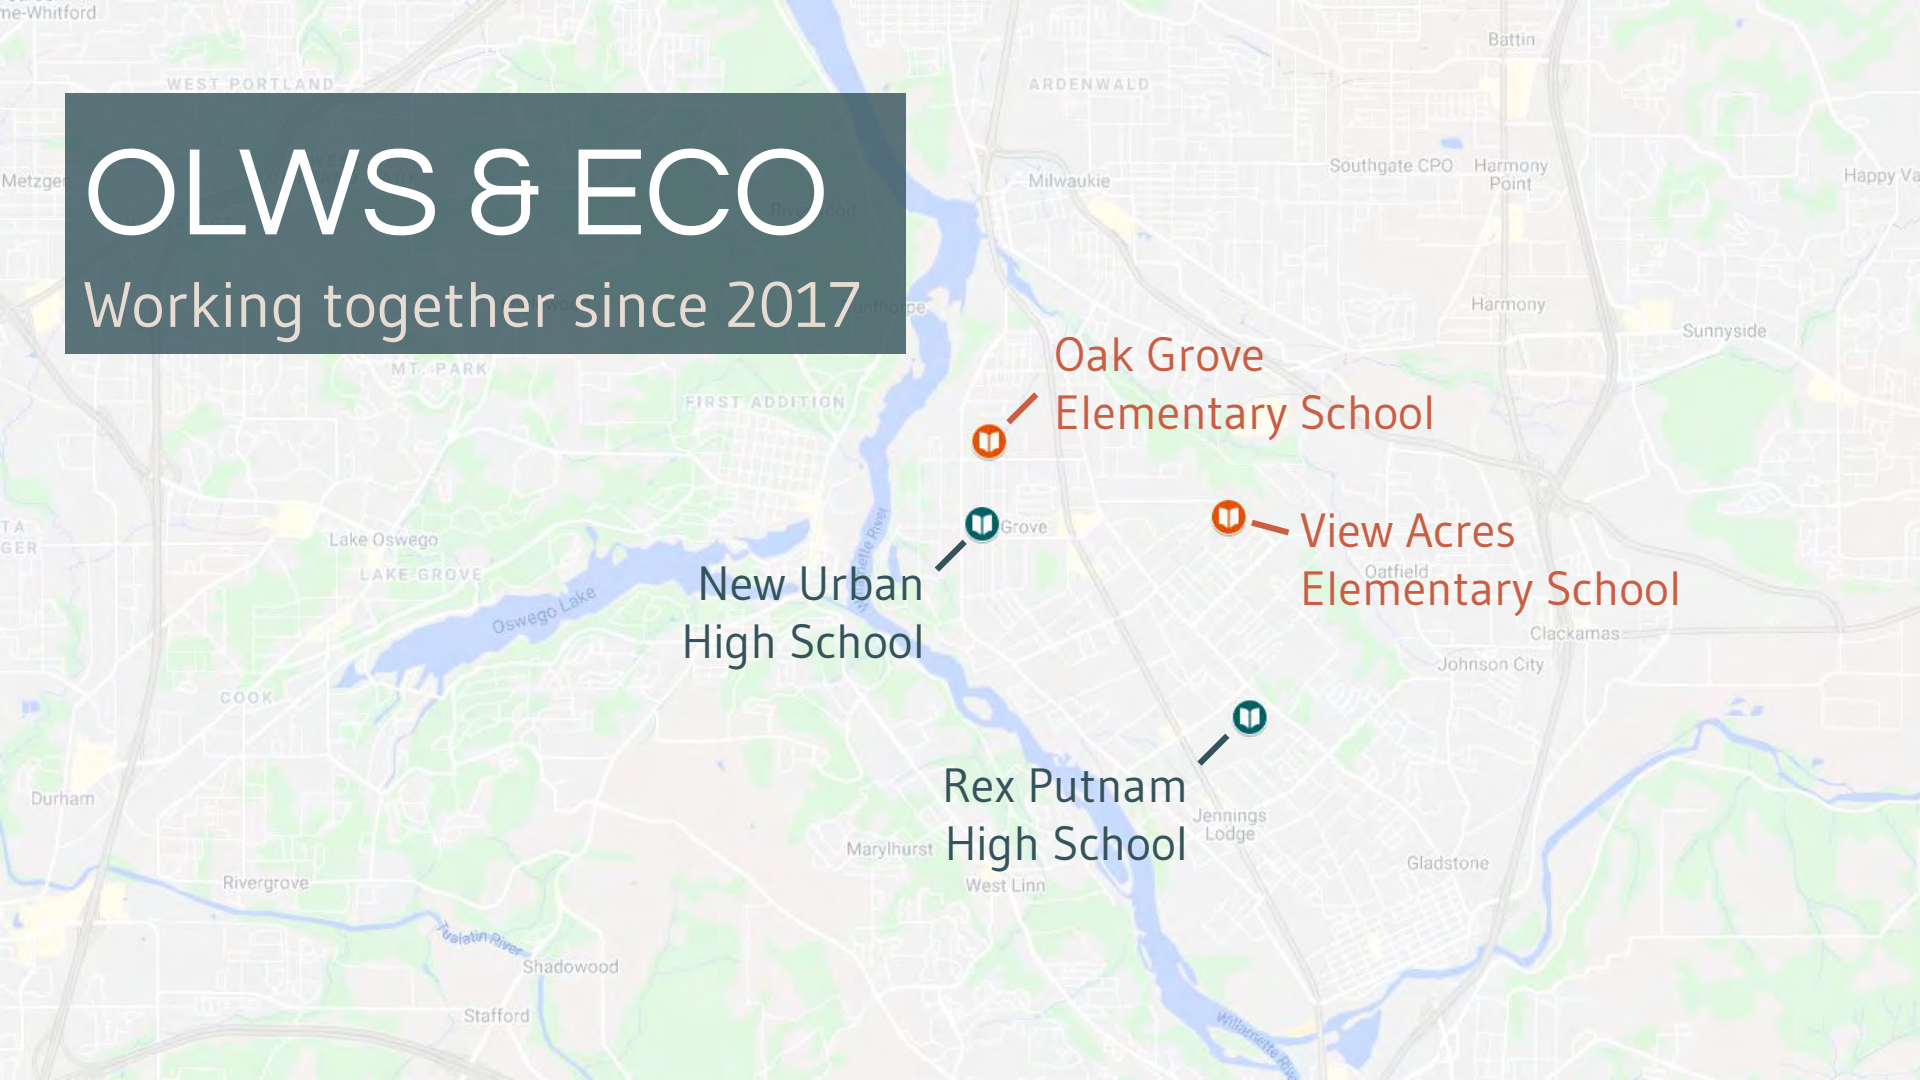 me-Whitford
Battin
WEST PORTLAND
ARDENWALD
OLWS & ECO
Metzger
Milwaukie
Southgate CPO
Harmony
Point
Happy Va
Working together since 2017
Harmony
Sunnyside
MT. PARK
FIRST ADDITION
Oak Grove
Elementary School
Grove
View Acres
Elementary School
Oatfield
Lake Oswego
LAKE GROVE
Oswego Lake
New Urban
High School
Clackamas
Johnson City
COOK
Durham
Rex Putnam
High School
Jennings
Lodge
Marylhurst
West Linn
Gladstone
Rivergrove
Tualatin River
Shadowood
Stafford